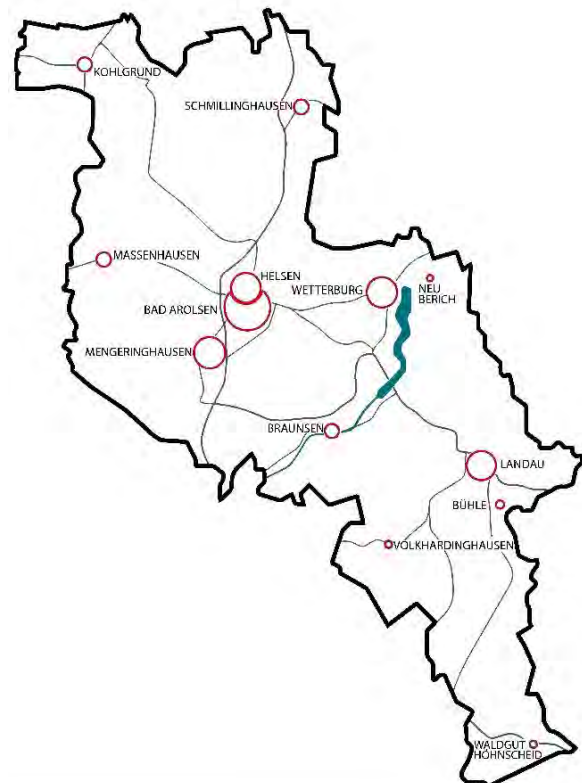 KOHLGRUND
SCHMILLINGHAUSEN
MASSENHAUSEN
HELSEN
WETTERBURG
NEU
BERICH
BAD AROLSEN
MENGERINGHAUSEN
BRAUNSEN
LANDAU
BÜHLE
VOLKHARDINGHAUSEN
WALDGUT
HÖHNSCHEID